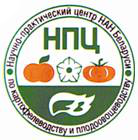 Научно-практический центр НАН Беларуси
НПЦ
по картофелеводству и плодоовощеводству